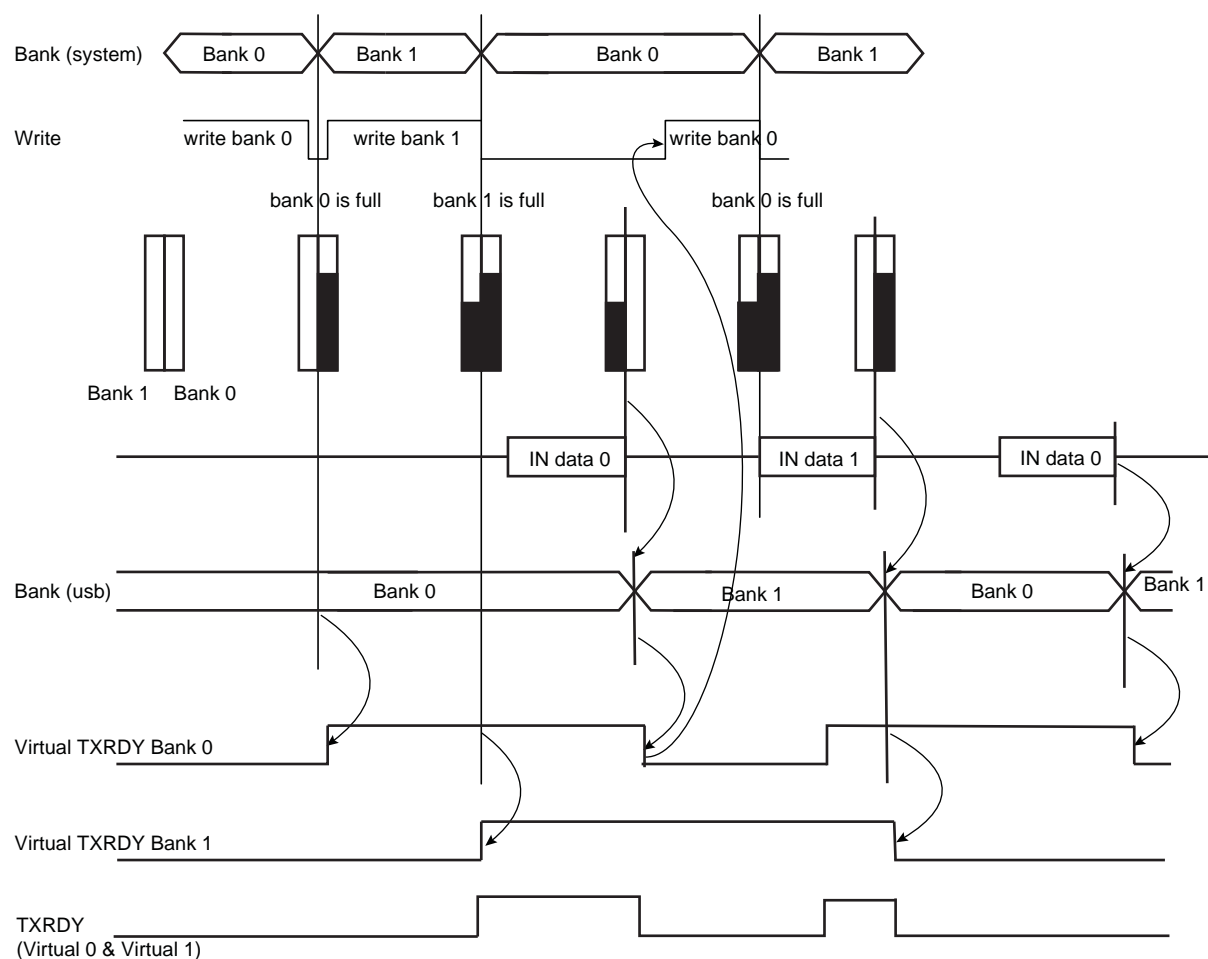 Bank (system)
Bank 0
Bank 1
Bank 0
Bank 1
Write
write bank 0
write bank 1
write bank 0
bank 0 is full
bank 1 is full
bank 0 is full
Bank 1
Bank 0
IN data 0
IN data 1
IN data 0
Bank (usb)
Bank 0
Bank 1
Bank 0
Bank 1
Virtual TXRDY Bank 0
Virtual TXRDY Bank 1
TXRDY
(Virtual 0 & Virtual 1)